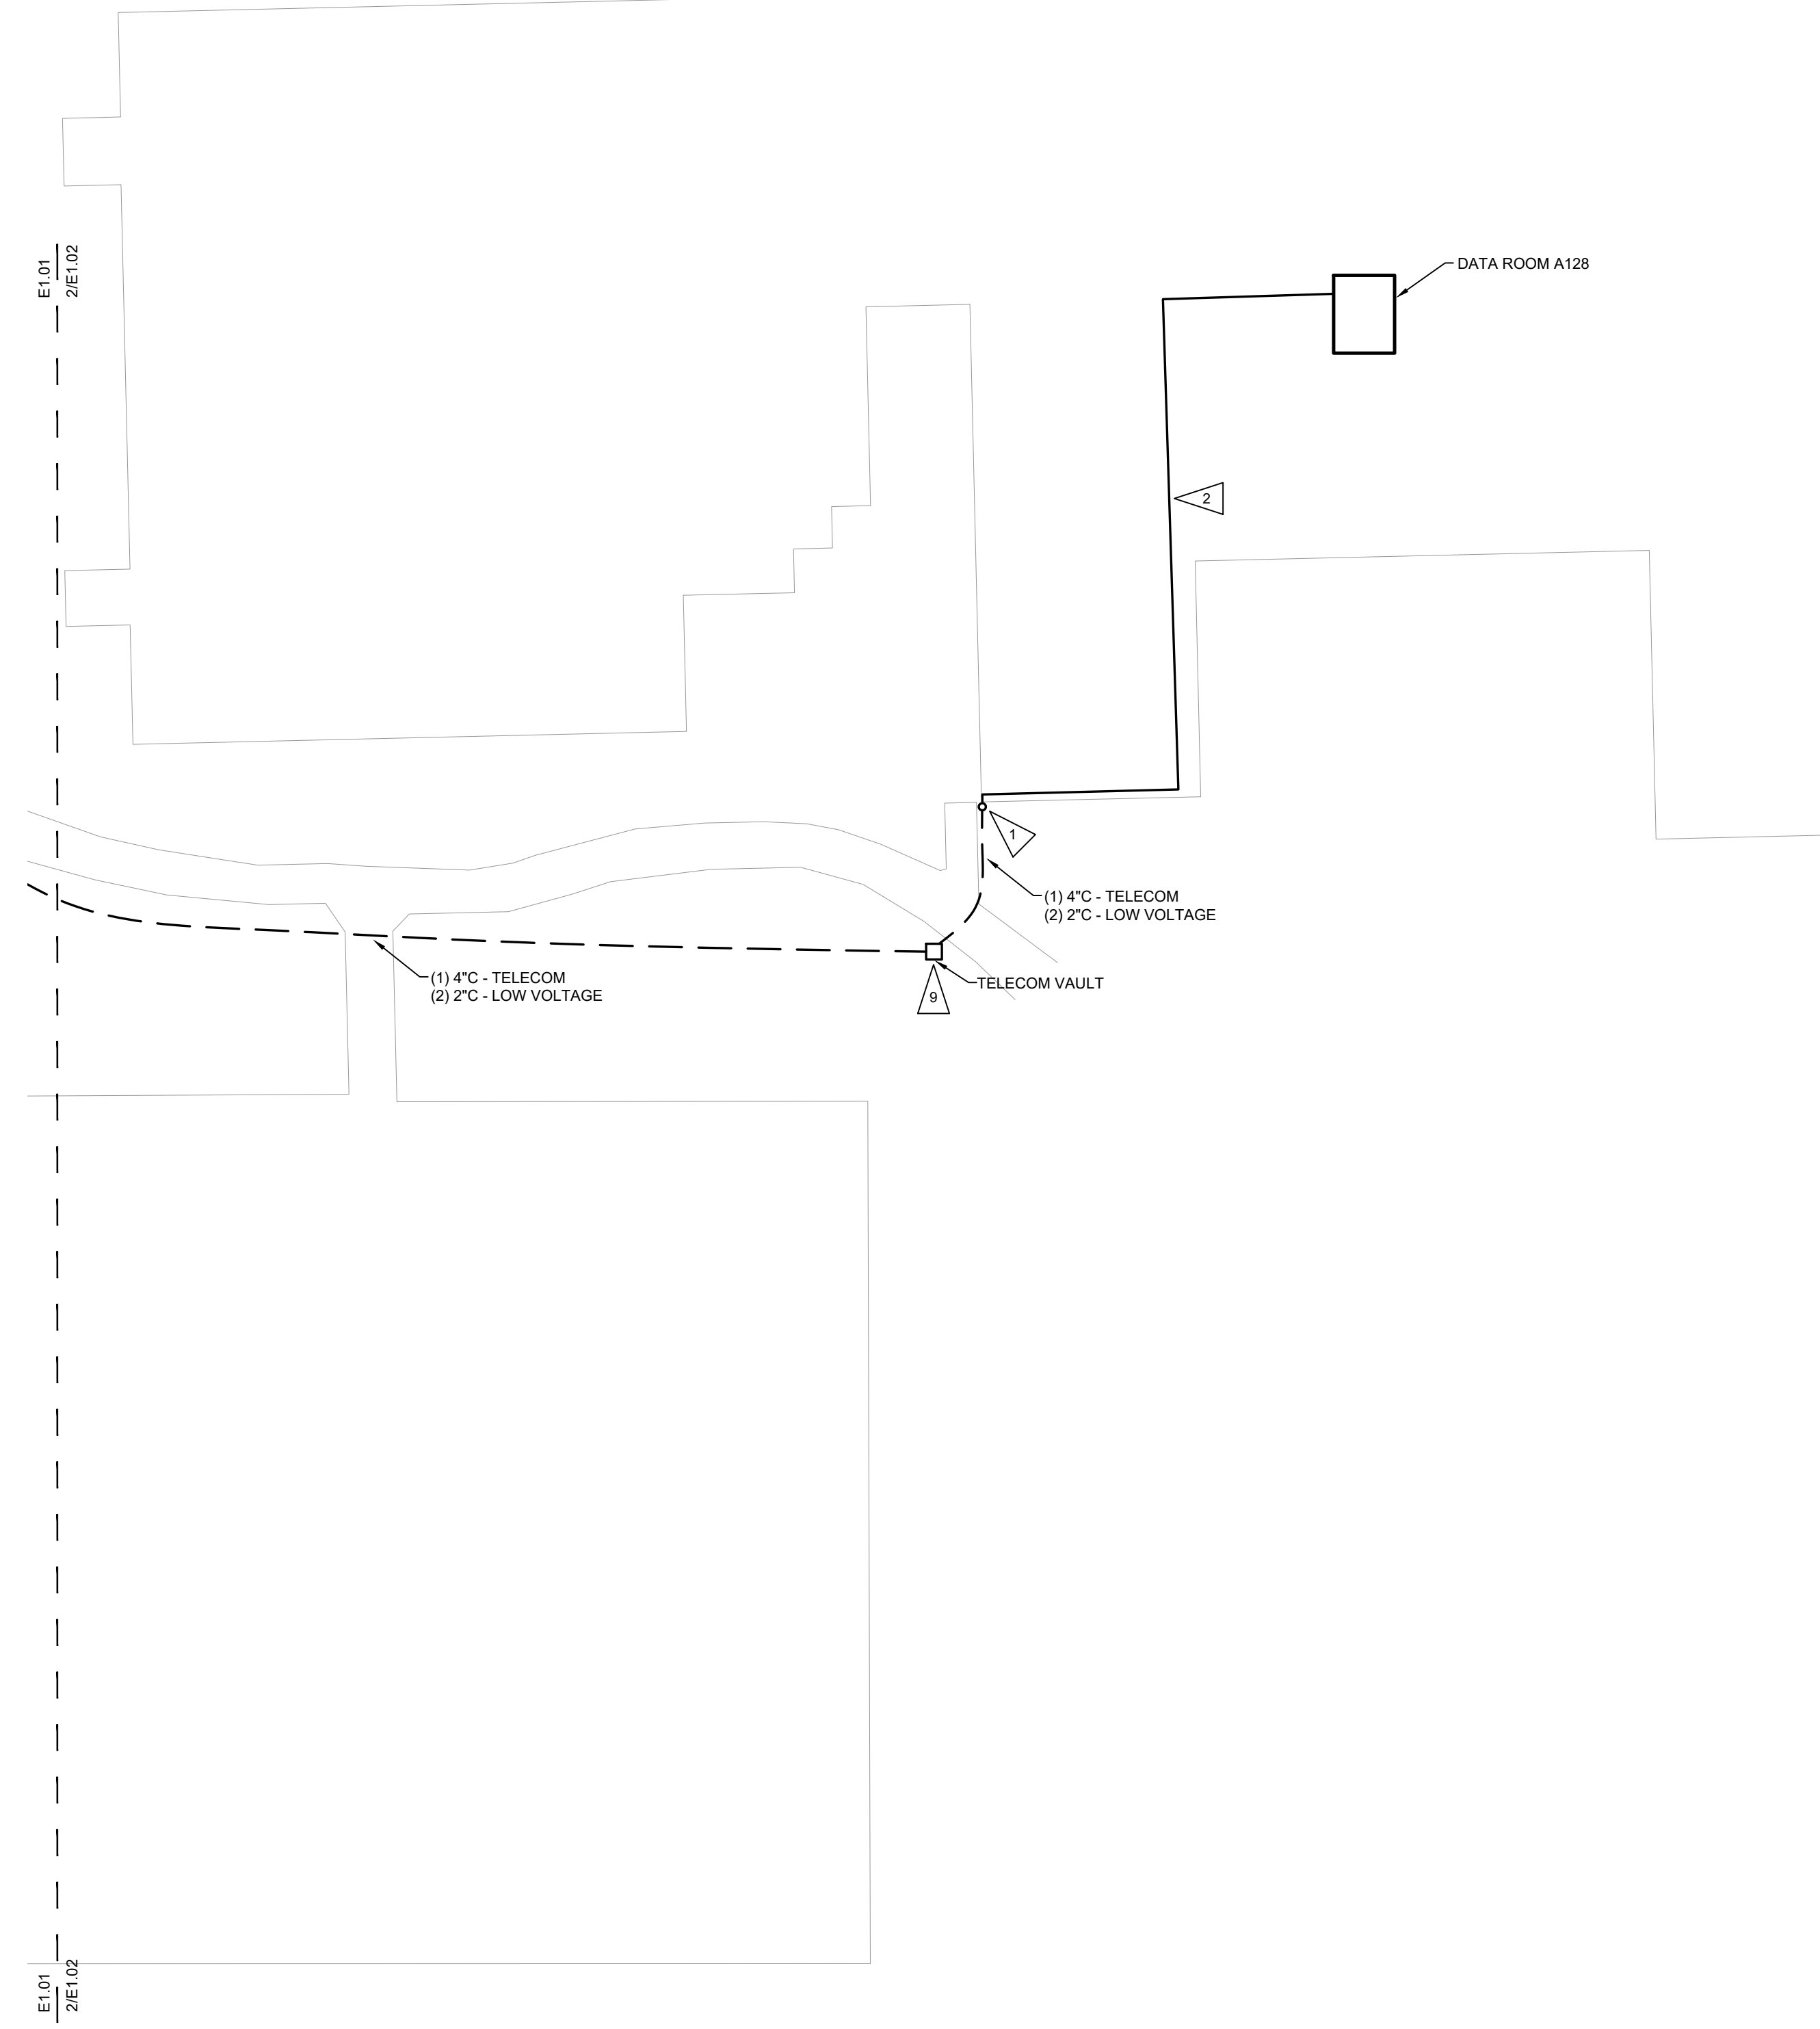 E1.01
2/E1.02
DATA ROOM A128
2
1
(1) 4"C - TELECOM
(2) 2"C - LOW VOLTAGE
(1) 4"C - TELECOM
(2) 2"C - LOW VOLTAGE
TELECOM VAULT
9
E1.01
2/E1.02